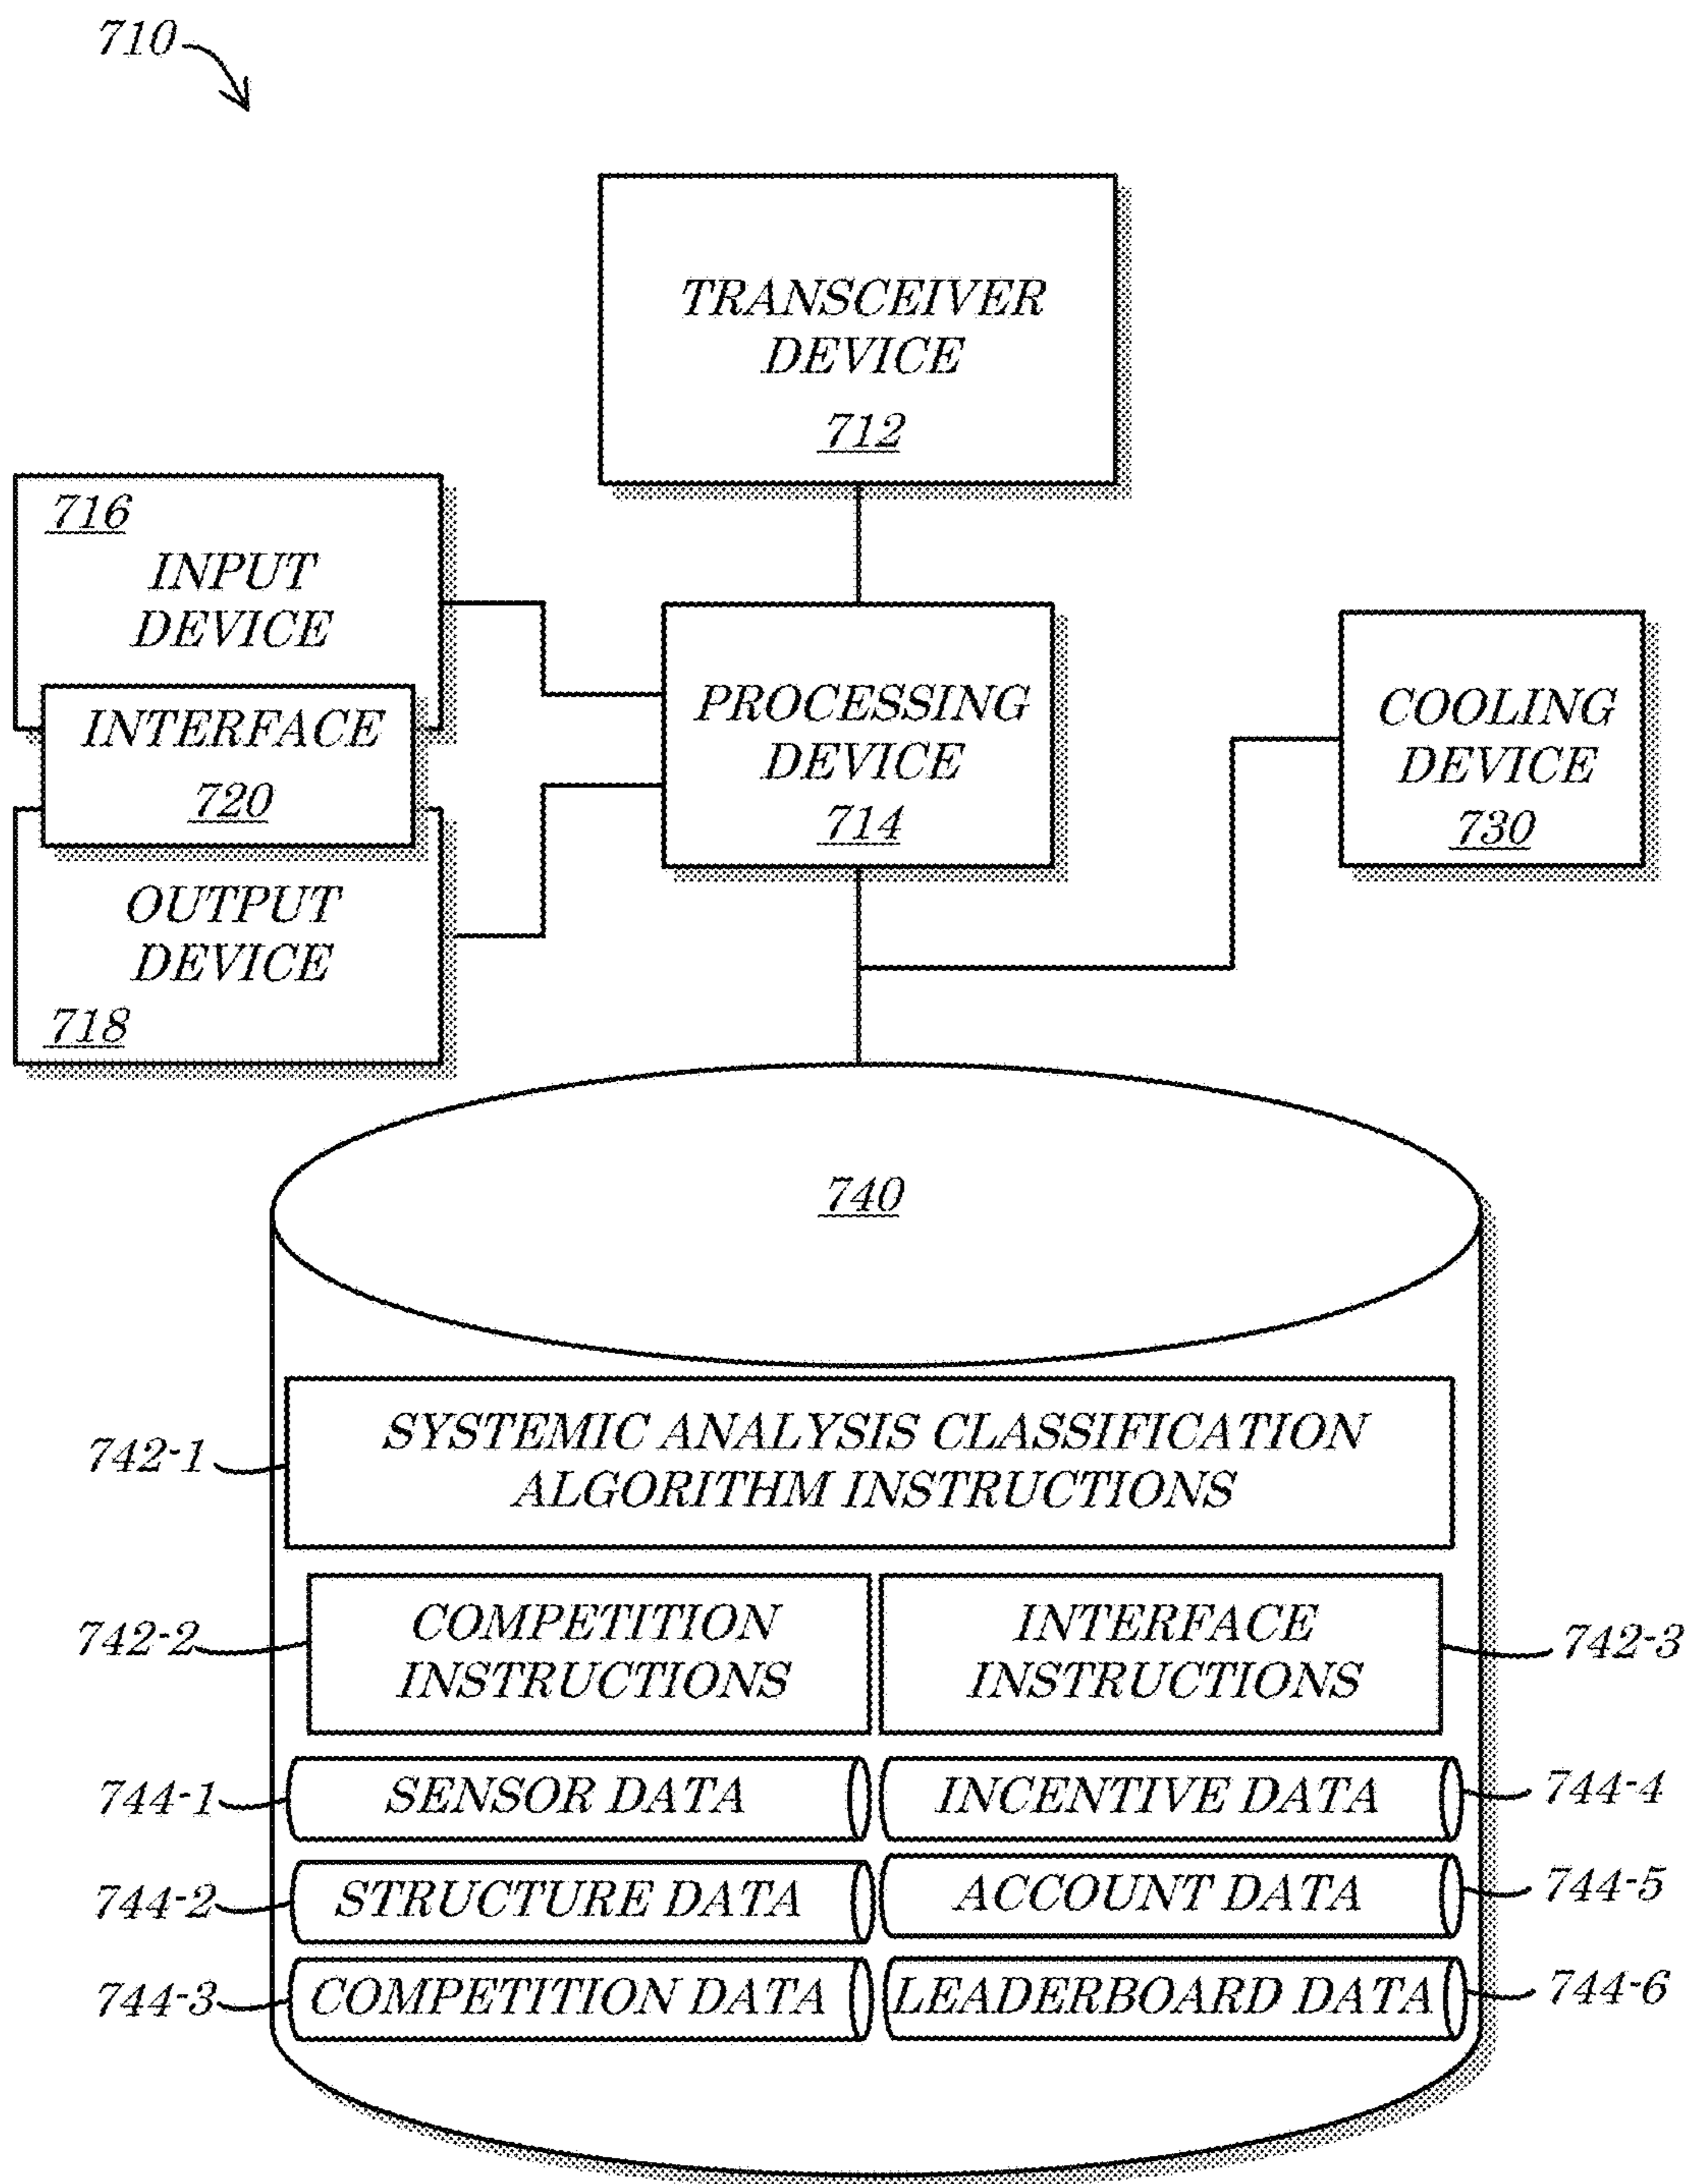 710
TRANSCEIVER
DEVICE
712
716
INPUT
DEVICE
INTERFACE
720
OUTPUT
DEVICE
718
PROCESSING
DEVICE
714
COOLING
DEVICE
730
740
742-1
SYSTEMIC ANALYSIS CLASSIFICATION
ALGORITHM INSTRUCTIONS
742-2
COMPETITION
INSTRUCTIONS
INTERFACE
INSTRUCTIONS
742-3
744-1
SENSOR DATA
INCENTIVE DATA
744-4
744-2
STRUCTURE DATA
ACCOUNT DATA
744-5
744-3
COMPETITION DATA
LEADERBOARD DATA
744-6